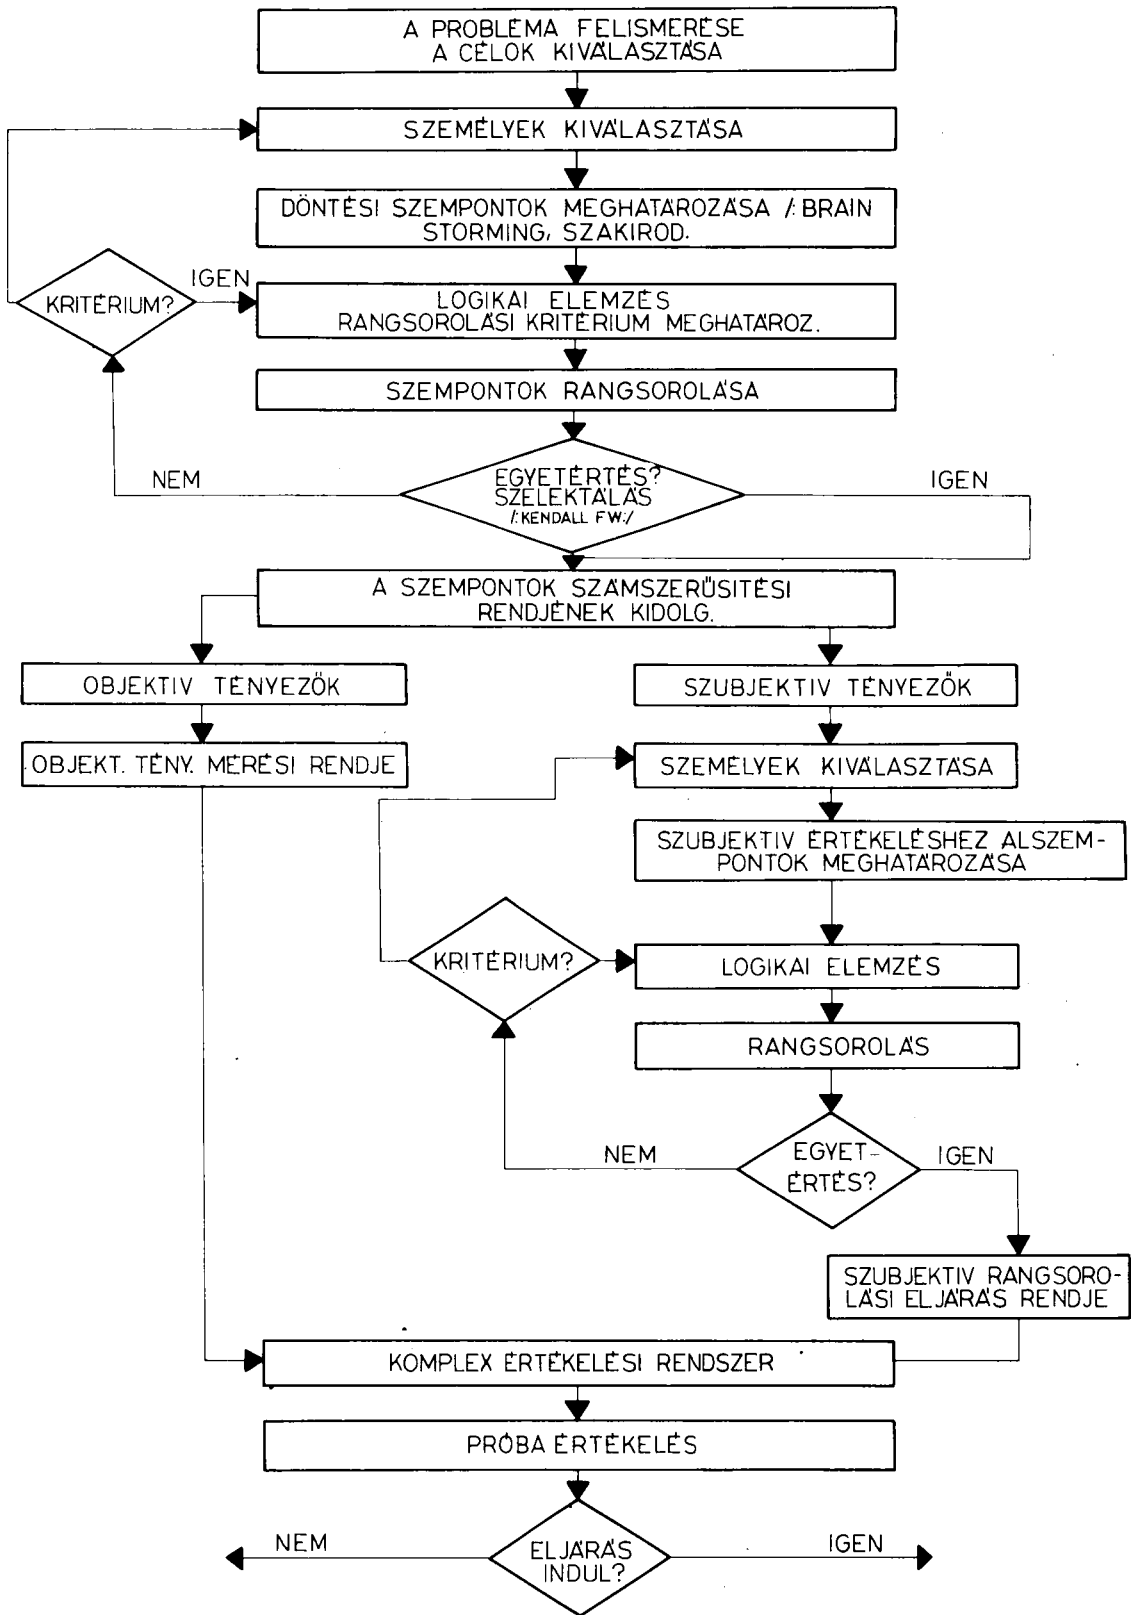 A PROBLÉMA FELISMERÉSE
A CÉLOK KIVÁLASZTÁSA
SZEMÉLYEK KIVÁLASZTÁSA
DÖNTÉSI SZEMPONTOK MEGHATÁROZÁSA /: BRAIN
STORMING, SZAKIROD.
KRITÉRIUM?
IGEN
LOGIKAI ELEMZÉS
RANGSOROLÁSI KRITÉRIUM MEGHATÁROZ.
SZEMPONTOK RANGSOROLÁSA
NEM
EGYETÉRTÉS?
SZELEKTÁLÁS
/:KENDALL FW:/
IGEN
A SZEMPONTOK SZÁMSZERŰSITÉSI
RENDJÉNEK KIDOLG.
OBJEKTIV TÉNYEZŐK
SZUBJEKTIV TÉNYEZŐK
OBJEKT. TÉNY. MÉRÉSI RENDJE
SZEMÉLYEK KIVÁLASZTÁSA
SZUBJEKTIV ÉRTÉKELÉSHEZ ALSZEM-
PONTOK MEGHATÁROZÁSA
KRITÉRIUM?
LOGIKAI ELEMZÉS
RANGSOROLÁS
NEM
EGYET-
ÉRTÉS?
IGEN
SZUBJEKTIV RANGSORO-
LÁSI ELJÁRÁS RENDJE
KOMPLEX ÉRTÉKELÉSI RENDSZER
PRÓBA ÉRTÉKELÉS
NEM
ELJÁRÁS
INDUL?
IGEN